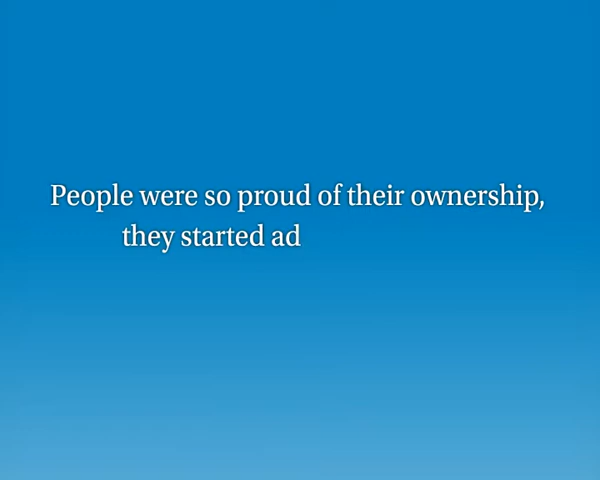 People were so proud of their ownership,
they started ad